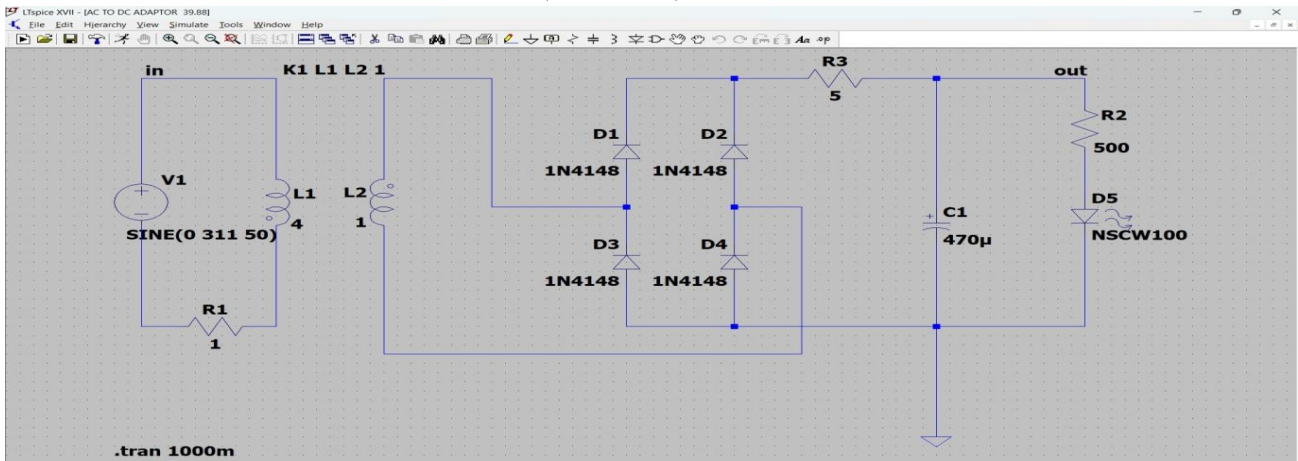 LTspice XVII - [AC TO DC ADAPTOR 39.88]
File Edit Hierarchy View Simulate Tools Window Help
in
K1 L1 L2 1
R3
5
out
R2
500
D1
D2
1N4148
1N4148
V1
L1
L2
4
1
SINE(0 311 50)
C1
470µ
D5
NSCW100
D3
D4
1N4148
1N4148
R1
1
.tran 1000m